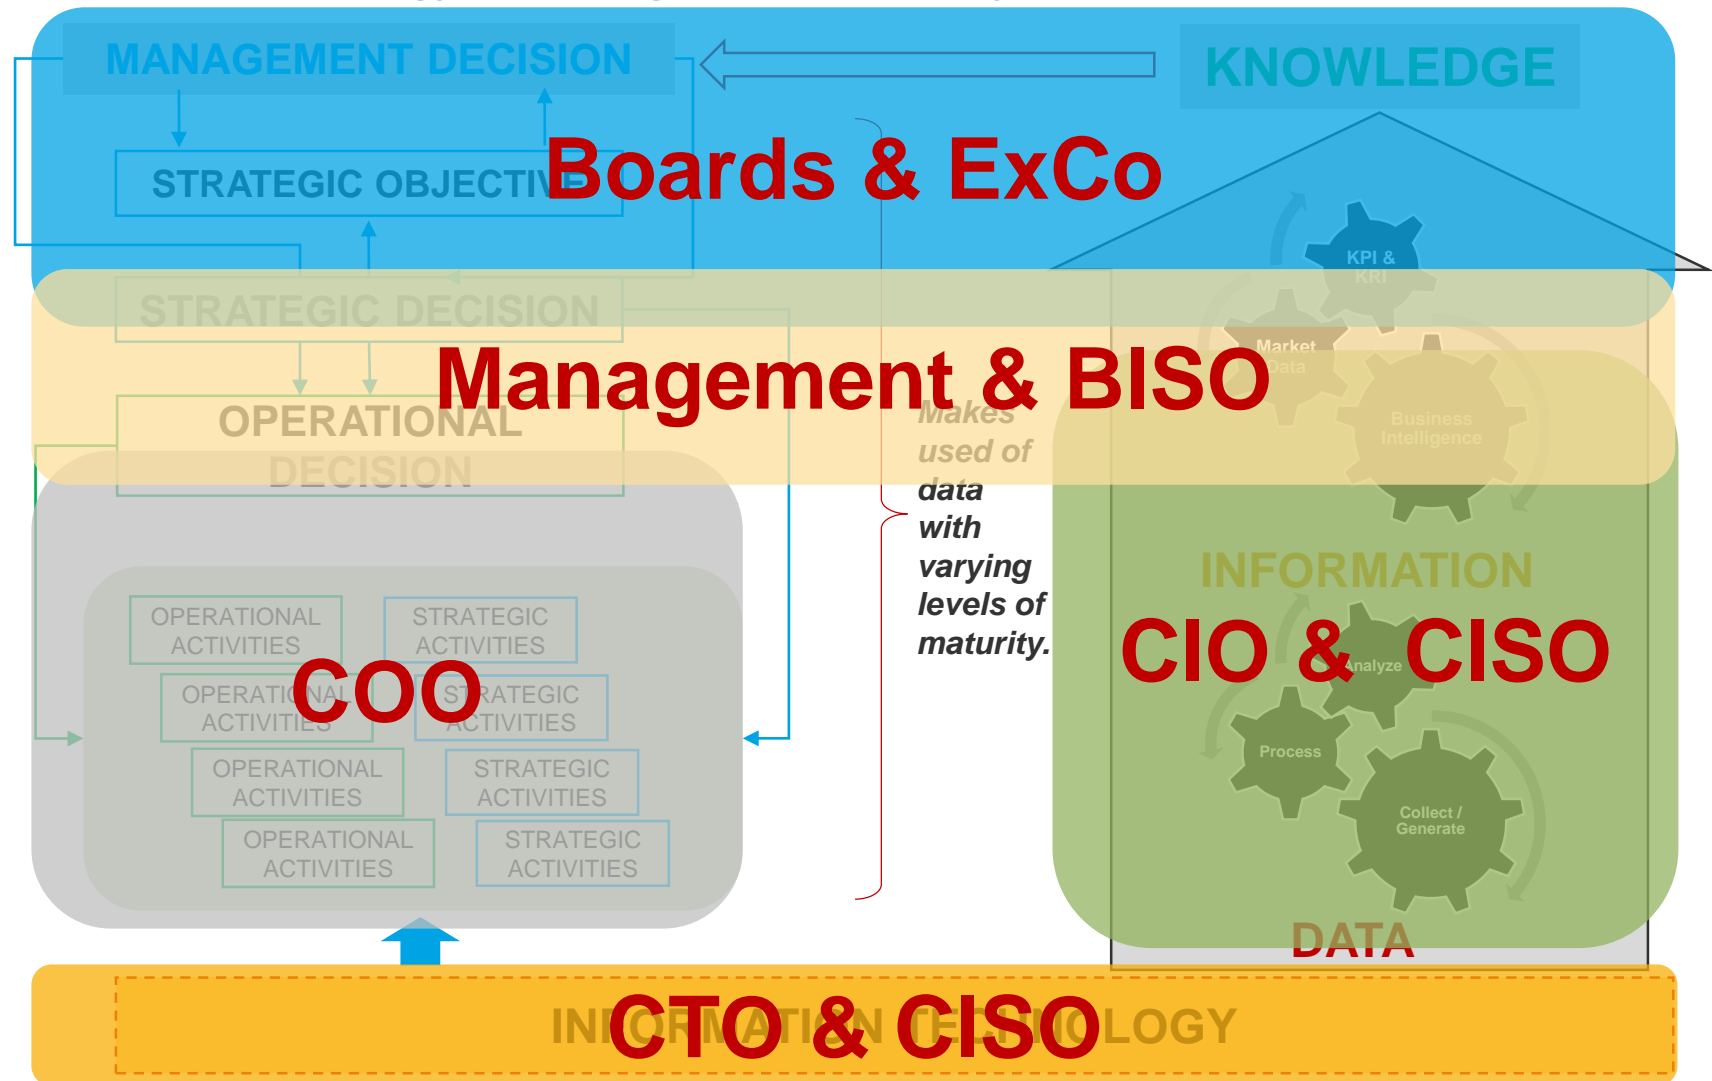 MANAGEMENT DECISION
KNOWLEDGE
Boards & ExCo
STRATEGIC OBJECTIVE
KPI &
KRI
STRATEGIC DECISION
Management & BISO
Market
Data
OPERATIONAL
DECISION
Business
Intelligence
Makes
used of
data
with
varying
levels of
maturity.
INFORMATION
CIO & CISO
Analyze
Process
Collect /
Generate
DATA
COO
OPERATIONAL
ACTIVITIES
STRATEGIC
ACTIVITIES
OPERATIONAL
ACTIVITIES
STRATEGIC
ACTIVITIES
OPERATIONAL
ACTIVITIES
STRATEGIC
ACTIVITIES
OPERATIONAL
ACTIVITIES
STRATEGIC
ACTIVITIES
INFORMATION TECHNOLOGY
CTO & CISO